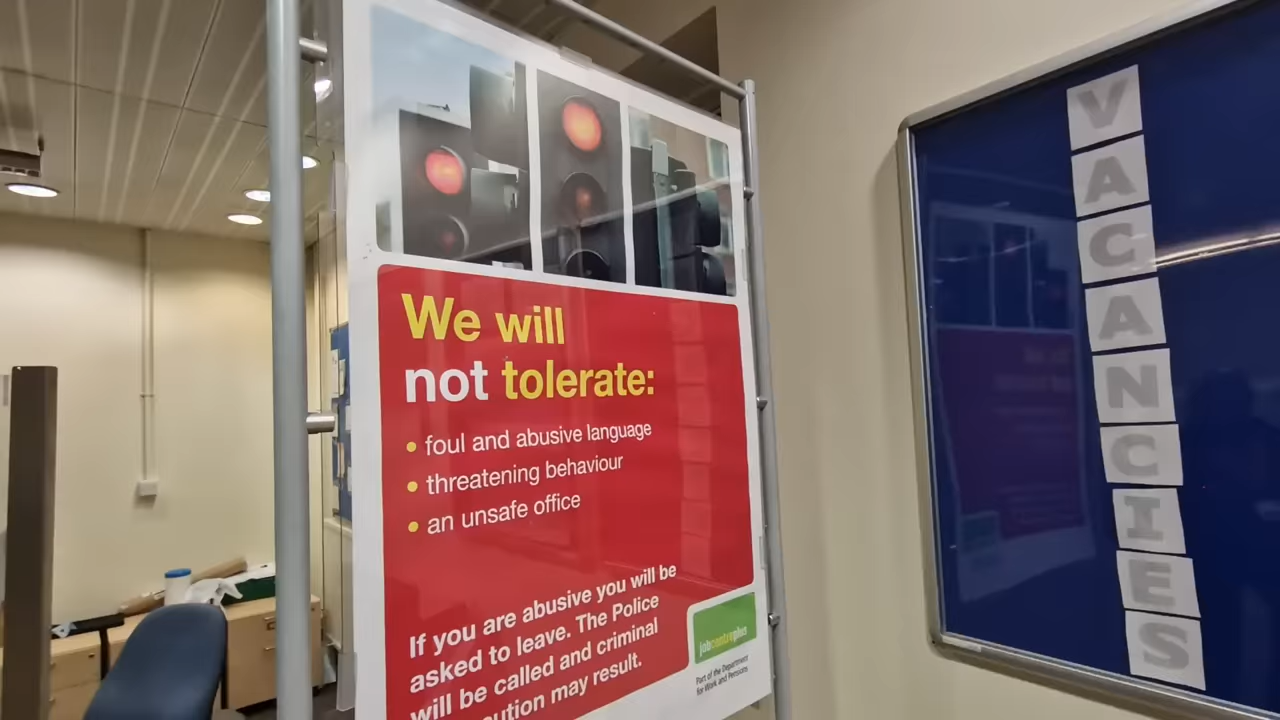 We will
not tolerate:
• foul and abusive language
• threatening behaviour
• an unsafe office
If you are abusive you will be
asked to leave. The Police
will be called and criminal
may result.
jobcentreplus
Part of the Department
for Work and Pensions
V
A
C
A
N
C
I
E
S